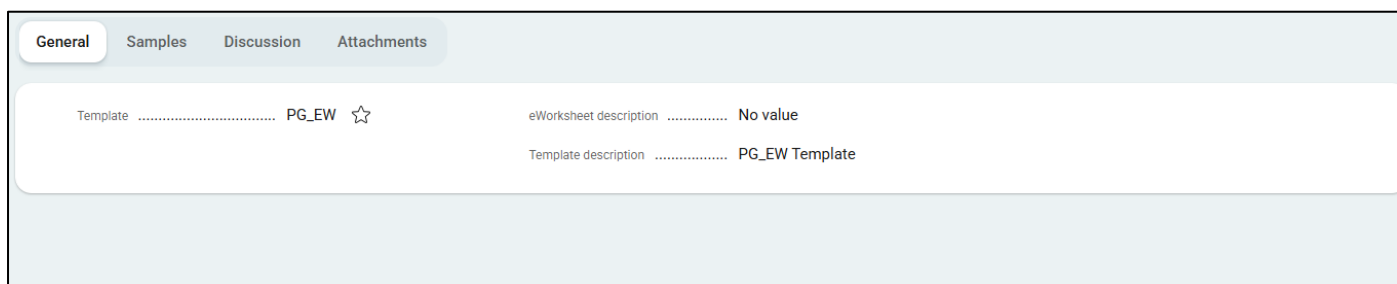 General Samples Discussion Attachments
Template .................................. PG_EW eWorksheet description ............... No value
Template description .................. PG_EW Template